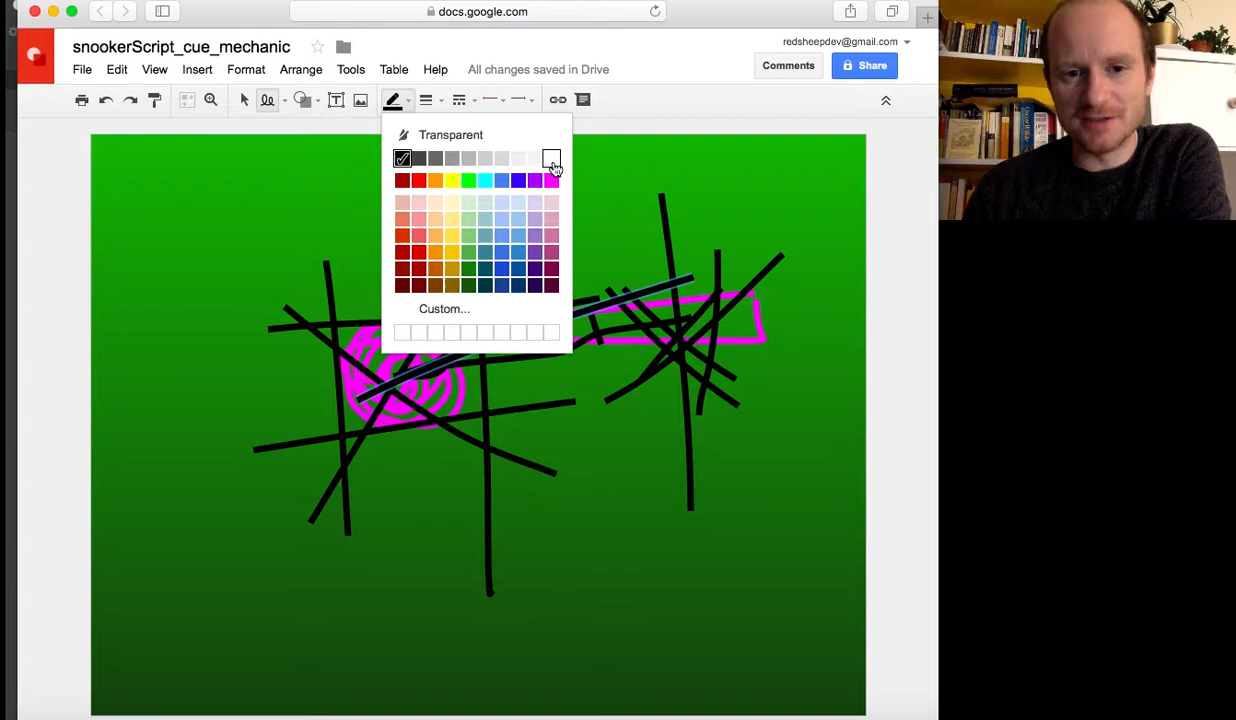 docs.google.com
snookerScript_cue_mechanic
redsheepdev@gmail.com
File Edit View Insert Format Arrange Tools Table Help All changes saved in Drive
Comments
Share
Transparent
Custom...